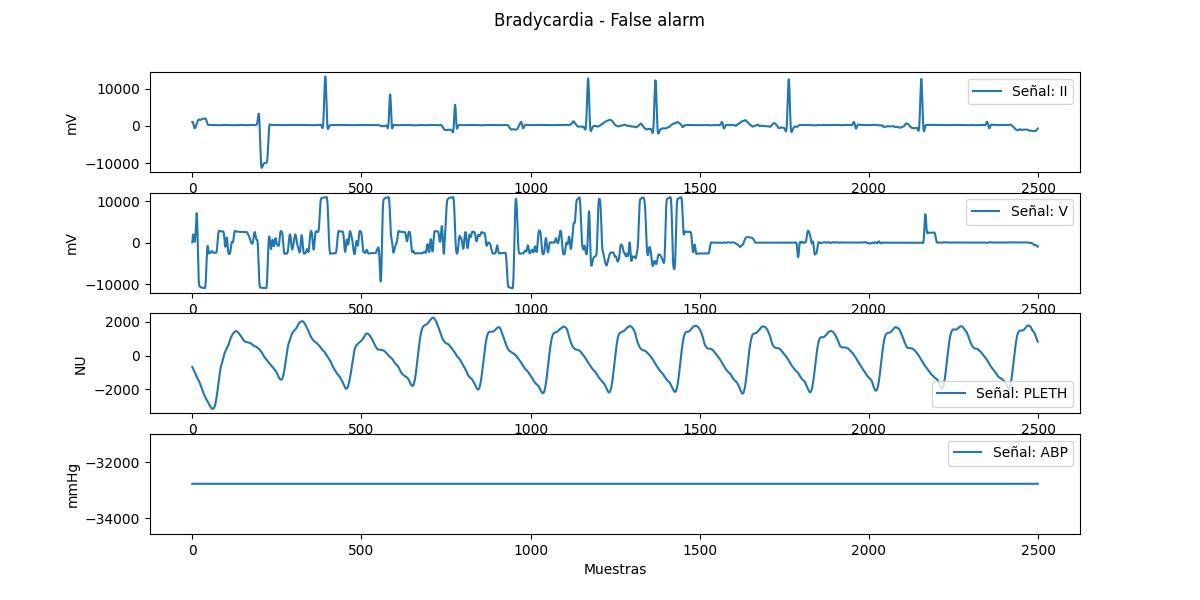 Bradycardia - False alarm
10000
0
−10000
mV
Señal: II
0 500 1000 1500 2000 2500
10000
0
−10000
mV
Señal: V
0 500 1000 1500 2000 2500
2000
0
−2000
NU
Señal: PLETH
0 500 1000 1500 2000 2500
−32000
−34000
mmHg
Señal: ABP
0 500 1000 1500 2000 2500
Muestras